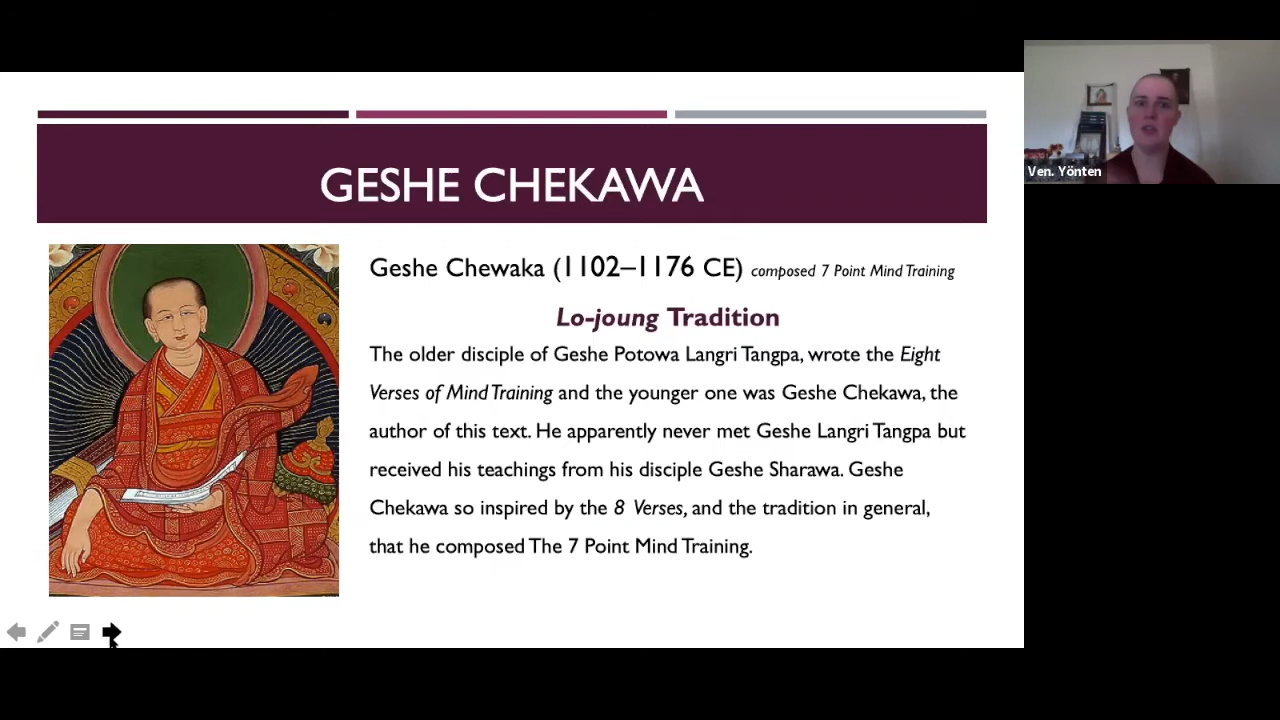 GESHE CHEKAWA
Geshe Chewaka (1102–1176 CE) composed 7 Point Mind Training
Lo-joung Tradition
The older disciple of Geshe Potowa Langri Tangpa, wrote the Eight
Verses of Mind Training and the younger one was Geshe Chekawa, the
author of this text. He apparently never met Geshe Langri Tangpa but
received his teachings from his disciple Geshe Sharawa. Geshe
Chekawa so inspired by the 8 Verses, and the tradition in general,
that he composed The 7 Point Mind Training.
Ven. Yönten